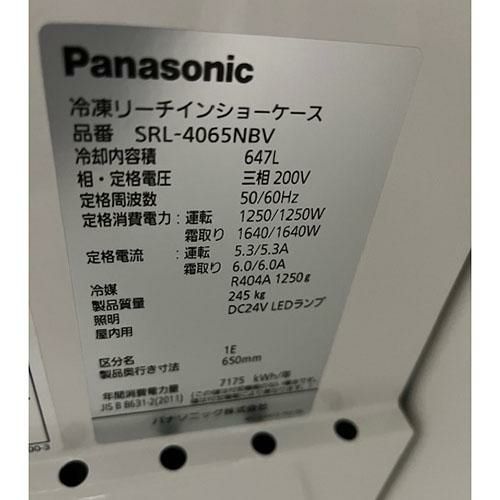 Panasonic
冷凍リーチインショーケース
品番 SRL-4065NBV
冷却内容積 647L
相・定格電圧 三相 200V
定格周波数 50/60Hz
定格消費電力:運転 1250/1250W
霜取り 1640/1640W
定格電流:運転 5.3/5.3A
霜取り 6.0/6.0A
冷媒 R404A 1250g
製品質量 245 kg
照明 DC24V LEDランプ
屋内用
区分名 1E
製品奥行き寸法 650mm
年間消費電力量 7175 kWh/年
JIS B 8631-2(2011)
パナソニック株式会社